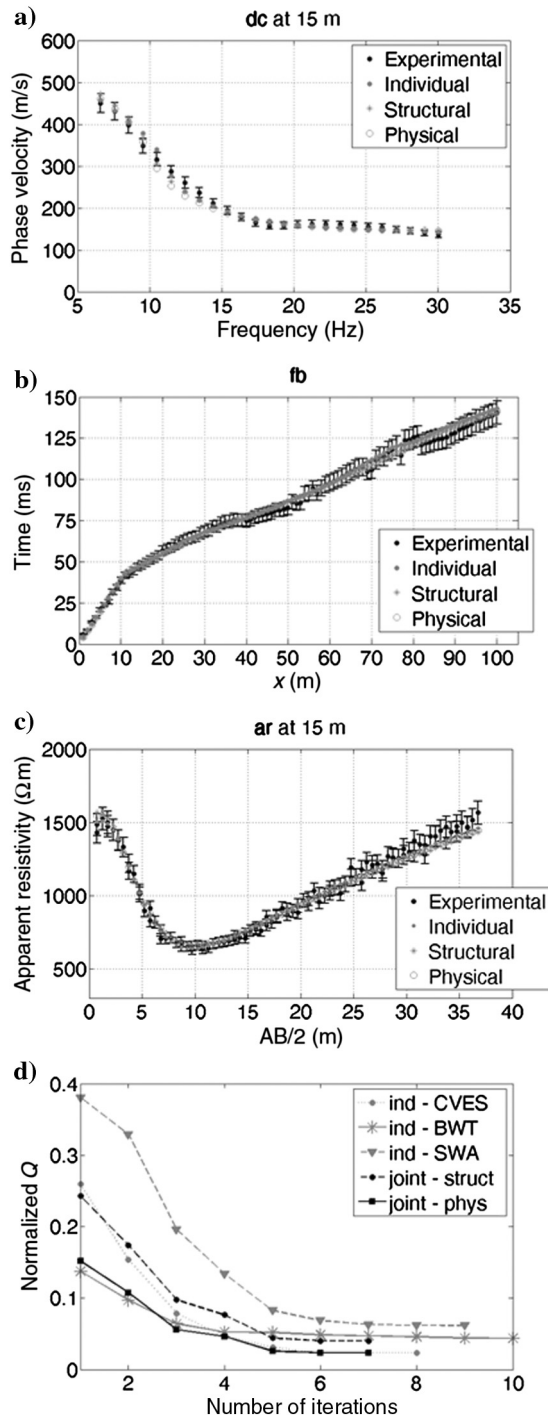 a)
dc at 15 m
600
500
400
300
200
100
0
Phase velocity (m/s)
Experimental
Individual
Structural
Physical
0 5 10 15 20 25 30 35
Frequency (Hz)
b)
fb
150
125
100
75
50
25
0
Time (ms)
Experimental
Individual
Structural
Physical
0 10 20 30 40 50 60 70 80 90 100
x (m)
c)
ar at 15 m
2000
1500
1000
500
Apparent resistivity (Ωm)
Experimental
Individual
Structural
Physical
0 5 10 15 20 25 30 35 40
AB/2 (m)
d)
0.4
0.3
0.2
0.1
0
Normalized Q
ind - CVES
ind - BWT
ind - SWA
joint - struct
joint - phys
2 4 6 8 10
Number of iterations